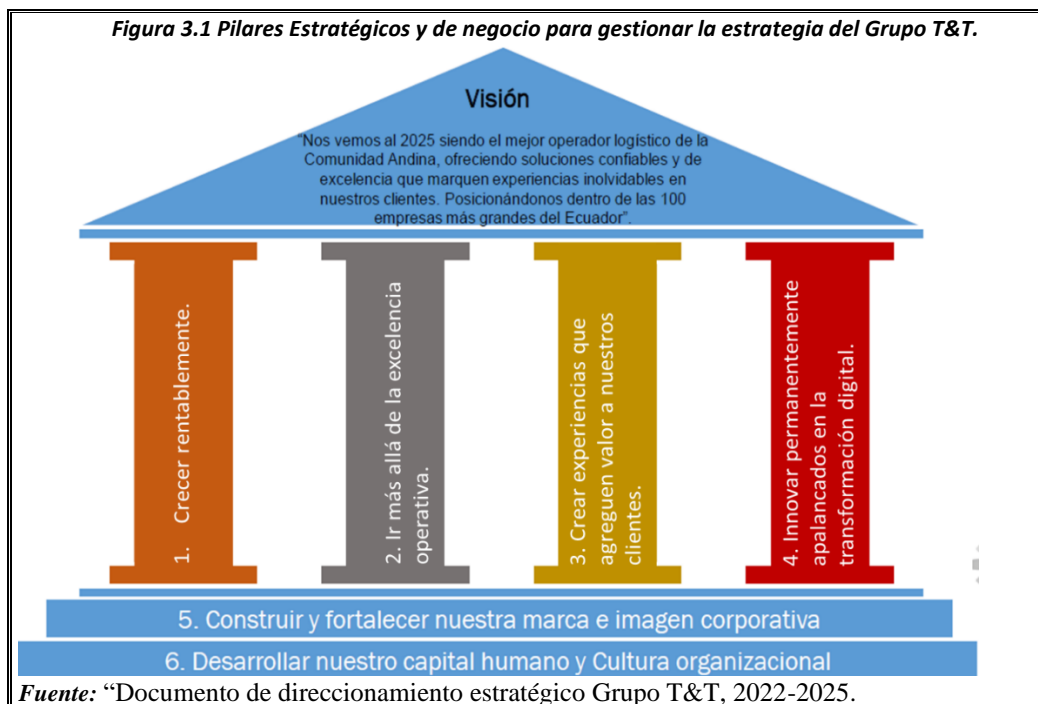 Figura 3.1 Pilares Estratégicos y de negocio para gestionar la estrategia del Grupo T&T.
Visión
"Nos vemos al 2025 siendo el mejor operador logístico de la
Comunidad Andina, ofreciendo soluciones confiables y de
excelencia que marquen experiencias inolvidables en
nuestros clientes. Posicionándonos dentro de las 100
empresas más grandes del Ecuador".
1. Crecer rentablemente.
2. Ir más allá de la excelencia
operativa.
3. Crear experiencias que
agreguen valor a nuestros
clientes.
4. Innovar permanentemente
apalancados en la
transformación digital.
5. Construir y fortalecer nuestra marca e imagen corporativa
6. Desarrollar nuestro capital humano y Cultura organizacional
Fuente: “Documento de direccionamiento estratégico Grupo T&T, 2022-2025.